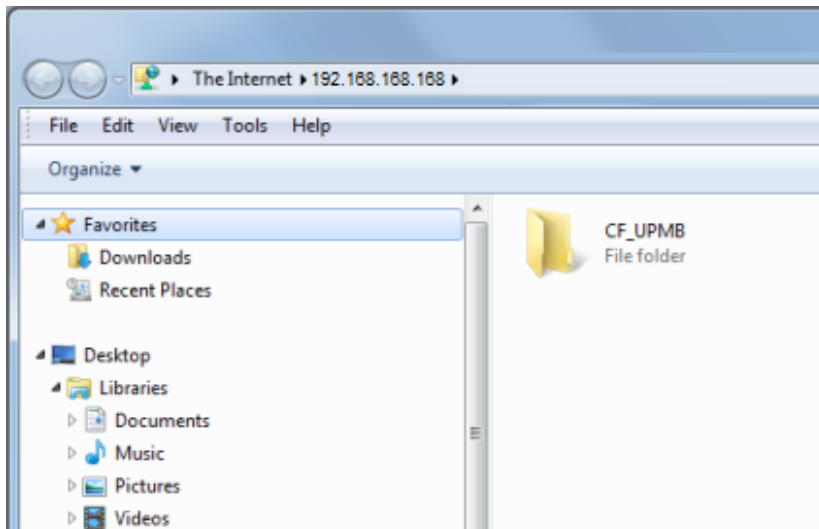 The Internet 192.168.168.168
File Edit View Tools Help
Organize
Favorites
Downloads
Recent Places
Desktop
Libraries
Documents
Music
Pictures
Videos
CF_UPMB
File folder